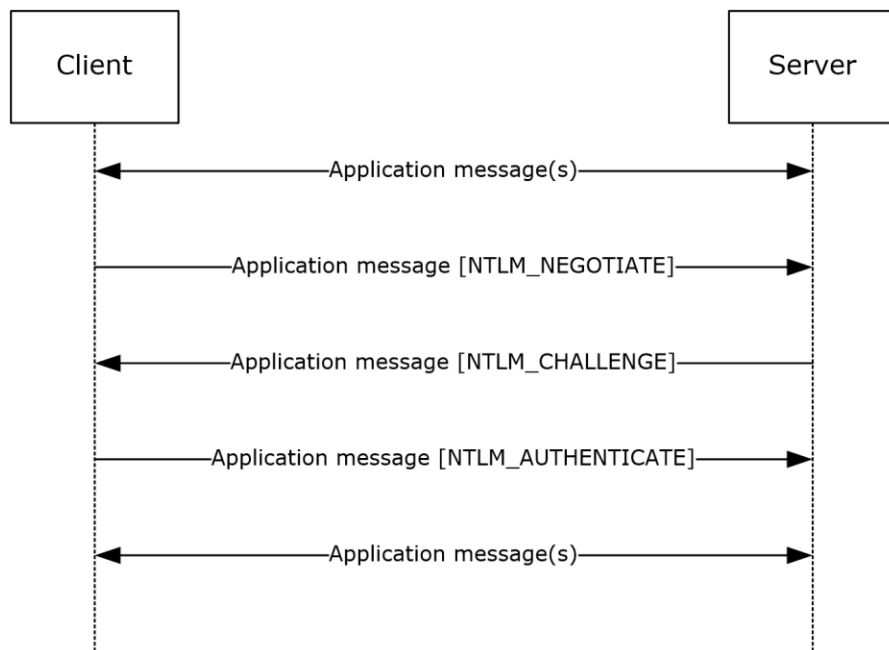 Client
Server
Application message(s)
Application message [NTLM_NEGOTIATE]
Application message [NTLM_CHALLENGE]
Application message [NTLM_AUTHENTICATE]
Application message(s)